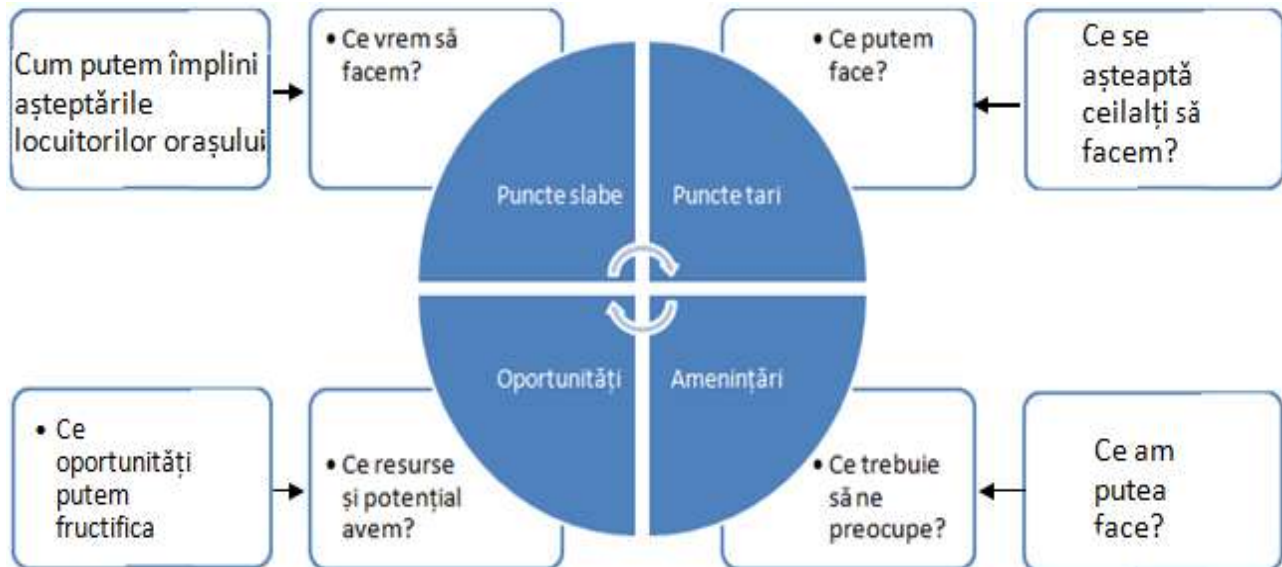 Cum putem împlini
așteptările
locuitorilor orașului
• Ce vrem să
facem?
• Ce putem
face?
Ce se
așteaptă
ceilalți să
facem?
Puncte slabe
Puncte tari
Oportunități
Amenințări
• Ce
oportunități
putem
fructifica
• Ce resurse
și potențial
avem?
• Ce trebuie
să ne
preocupe?
Ce am
putea
face?